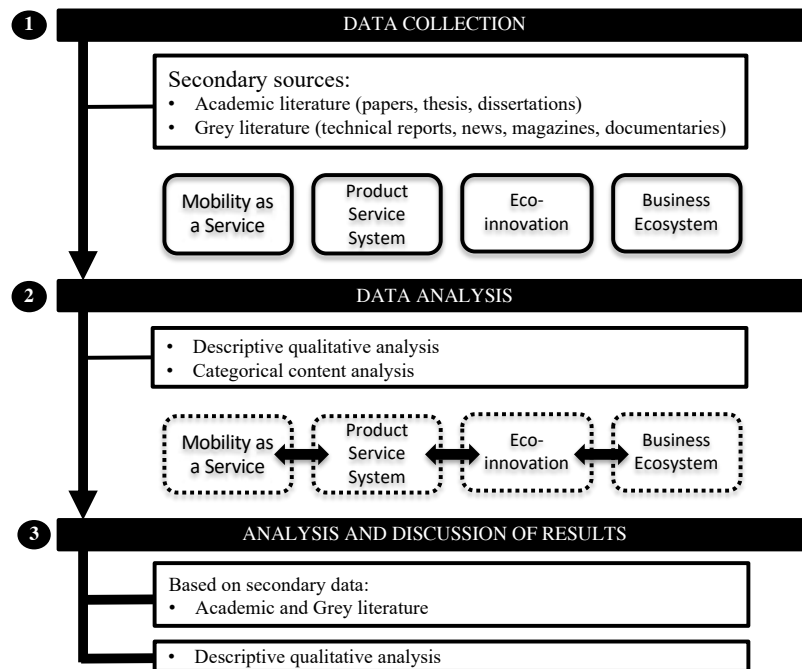 1 DATA COLLECTION
Secondary sources:
• Academic literature (papers, thesis, dissertations)
• Grey literature (technical reports, news, magazines, documentaries)
Mobility as
a Service
Product
Service
System
Eco-
innovation
Business
Ecosystem
2 DATA ANALYSIS
• Descriptive qualitative analysis
• Categorical content analysis
Mobility as
a Service
Product
Service
System
Eco-
innovation
Business
Ecosystem
3 ANALYSIS AND DISCUSSION OF RESULTS
Based on secondary data:
• Academic and Grey literature
• Descriptive qualitative analysis